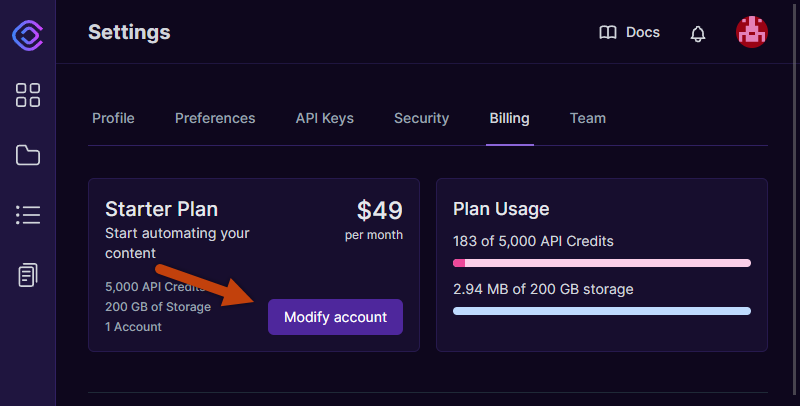 Settings
Docs
Profile
Preferences
API Keys
Security
Billing
Team
Starter Plan
$49
Start automating your
content
per month
5,000 API Credits
200 GB of Storage
1 Account
Modify account
Plan Usage
183 of 5,000 API Credits
2.94 MB of 200 GB storage